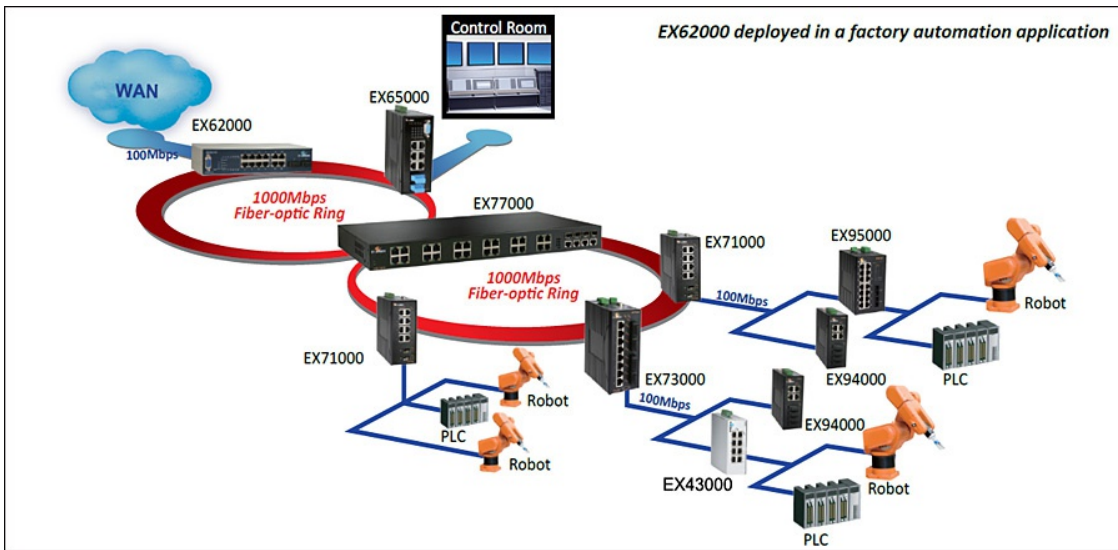 EX62000 deployed in a factory automation application
Control Room
WAN
EX65000
EX62000
100Mbps
1000Mbps
Fiber-optic Ring
EX77000
EX71000
EX95000
1000Mbps
Fiber-optic Ring
100Mbps
Robot
EX94000
PLC
EX71000
EX73000
100Mbps
EX94000
Robot
PLC
Robot
EX43000
Robot
PLC